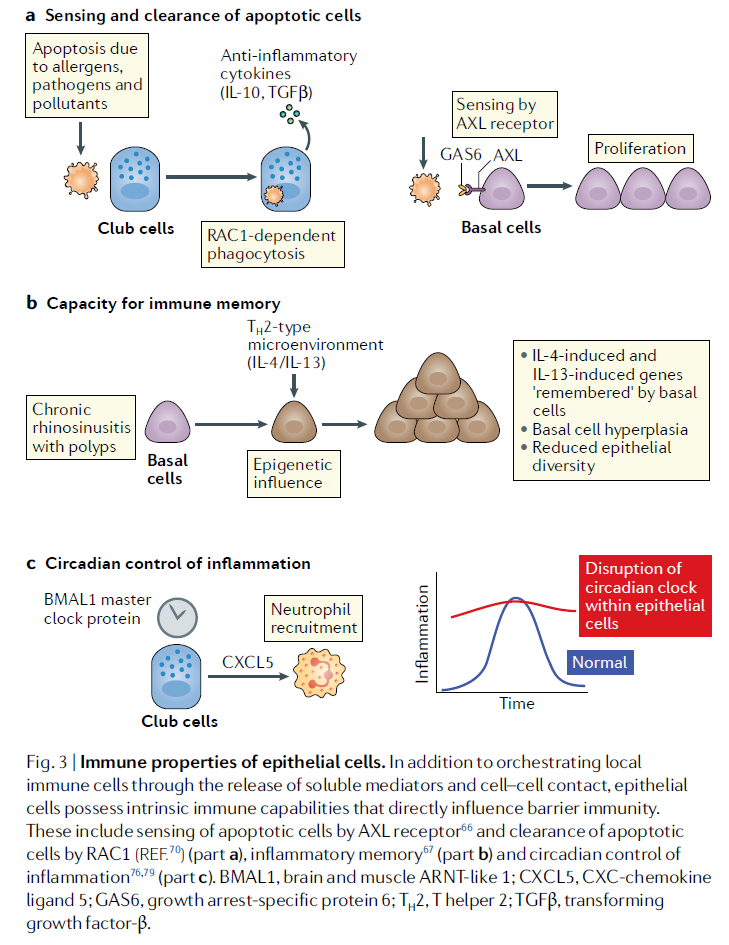 a Sensing and clearance of apoptotic cells
Apoptosis due
to allergens,
pathogens and
pollutants
Anti-inflammatory
cytokines
(IL-10, TGFβ)
Club cells
RAC1-dependent
phagocytosis
Sensing by
AXL receptor
GAS6 AXL
Basal cells
Proliferation
b Capacity for immune memory
Chronic
rhinosinusitis
with polyps
Basal
cells
TH2-type
microenvironment
(IL-4/IL-13)
Epigenetic
influence
• IL-4-induced and
IL-13-induced genes
'remembered' by basal
cells
• Basal cell hyperplasia
• Reduced epithelial
diversity
c Circadian control of inflammation
BMAL1 master
clock protein
Club cells
CXCL5
Neutrophil
recruitment
Inflammation
Time
Disruption of
circadian clock
within epithelial
cells
Normal
Fig. 3 | Immune properties of epithelial cells. In addition to orchestrating local
immune cells through the release of soluble mediators and cell–cell contact, epithelial
cells possess intrinsic immune capabilities that directly influence barrier immunity.
These include sensing of apoptotic cells by AXL receptor66 and clearance of apoptotic
cells by RAC1 (REF.70) (part a), inflammatory memory67 (part b) and circadian control of
inflammation76,79 (part c). BMAL1, brain and muscle ARNT-like 1; CXCL5, CXC-chemokine
ligand 5; GAS6, growth arrest-specific protein 6; TH2, T helper 2; TGFβ, transforming
growth factor-β.